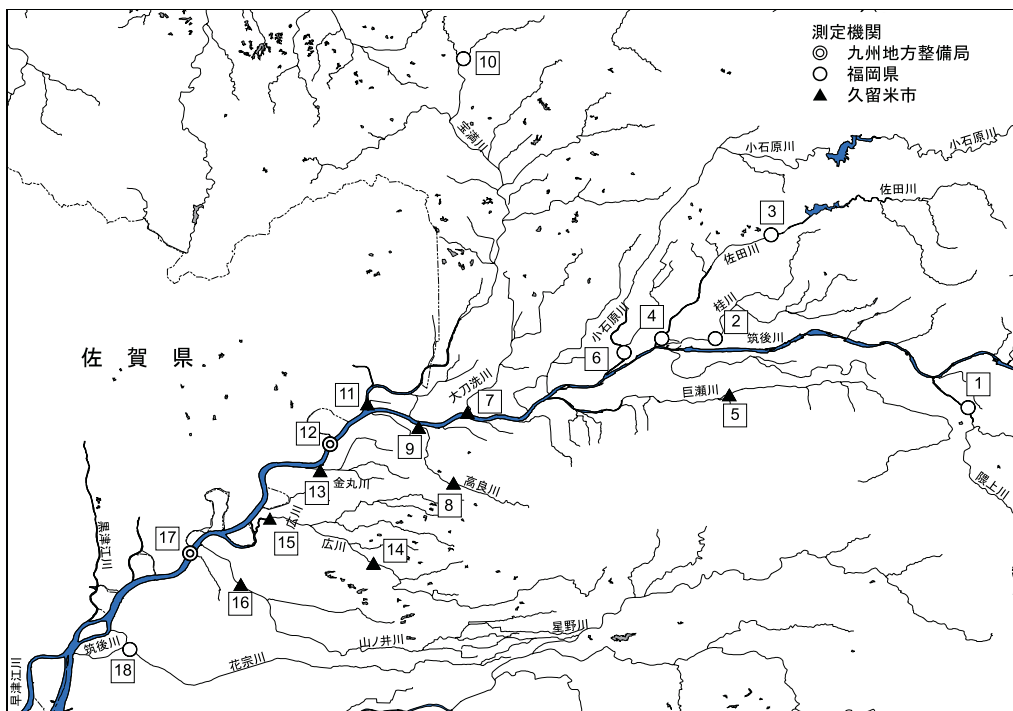 測定機関
九州地方整備局
福岡県
久留米市
10
宝満川
小石原川
小石原川
佐田川
3
佐田川
桂川
小石原川
4
2
筑後川
6
佐賀県
大刀洗川
巨瀬川
1
11
7
5
12
9
金丸川
高良川
隈上川
13
8
広川
17
15
広川
14
黒津江川
16
星野川
山ノ井川
筑後川
花宗川
18
早津江川